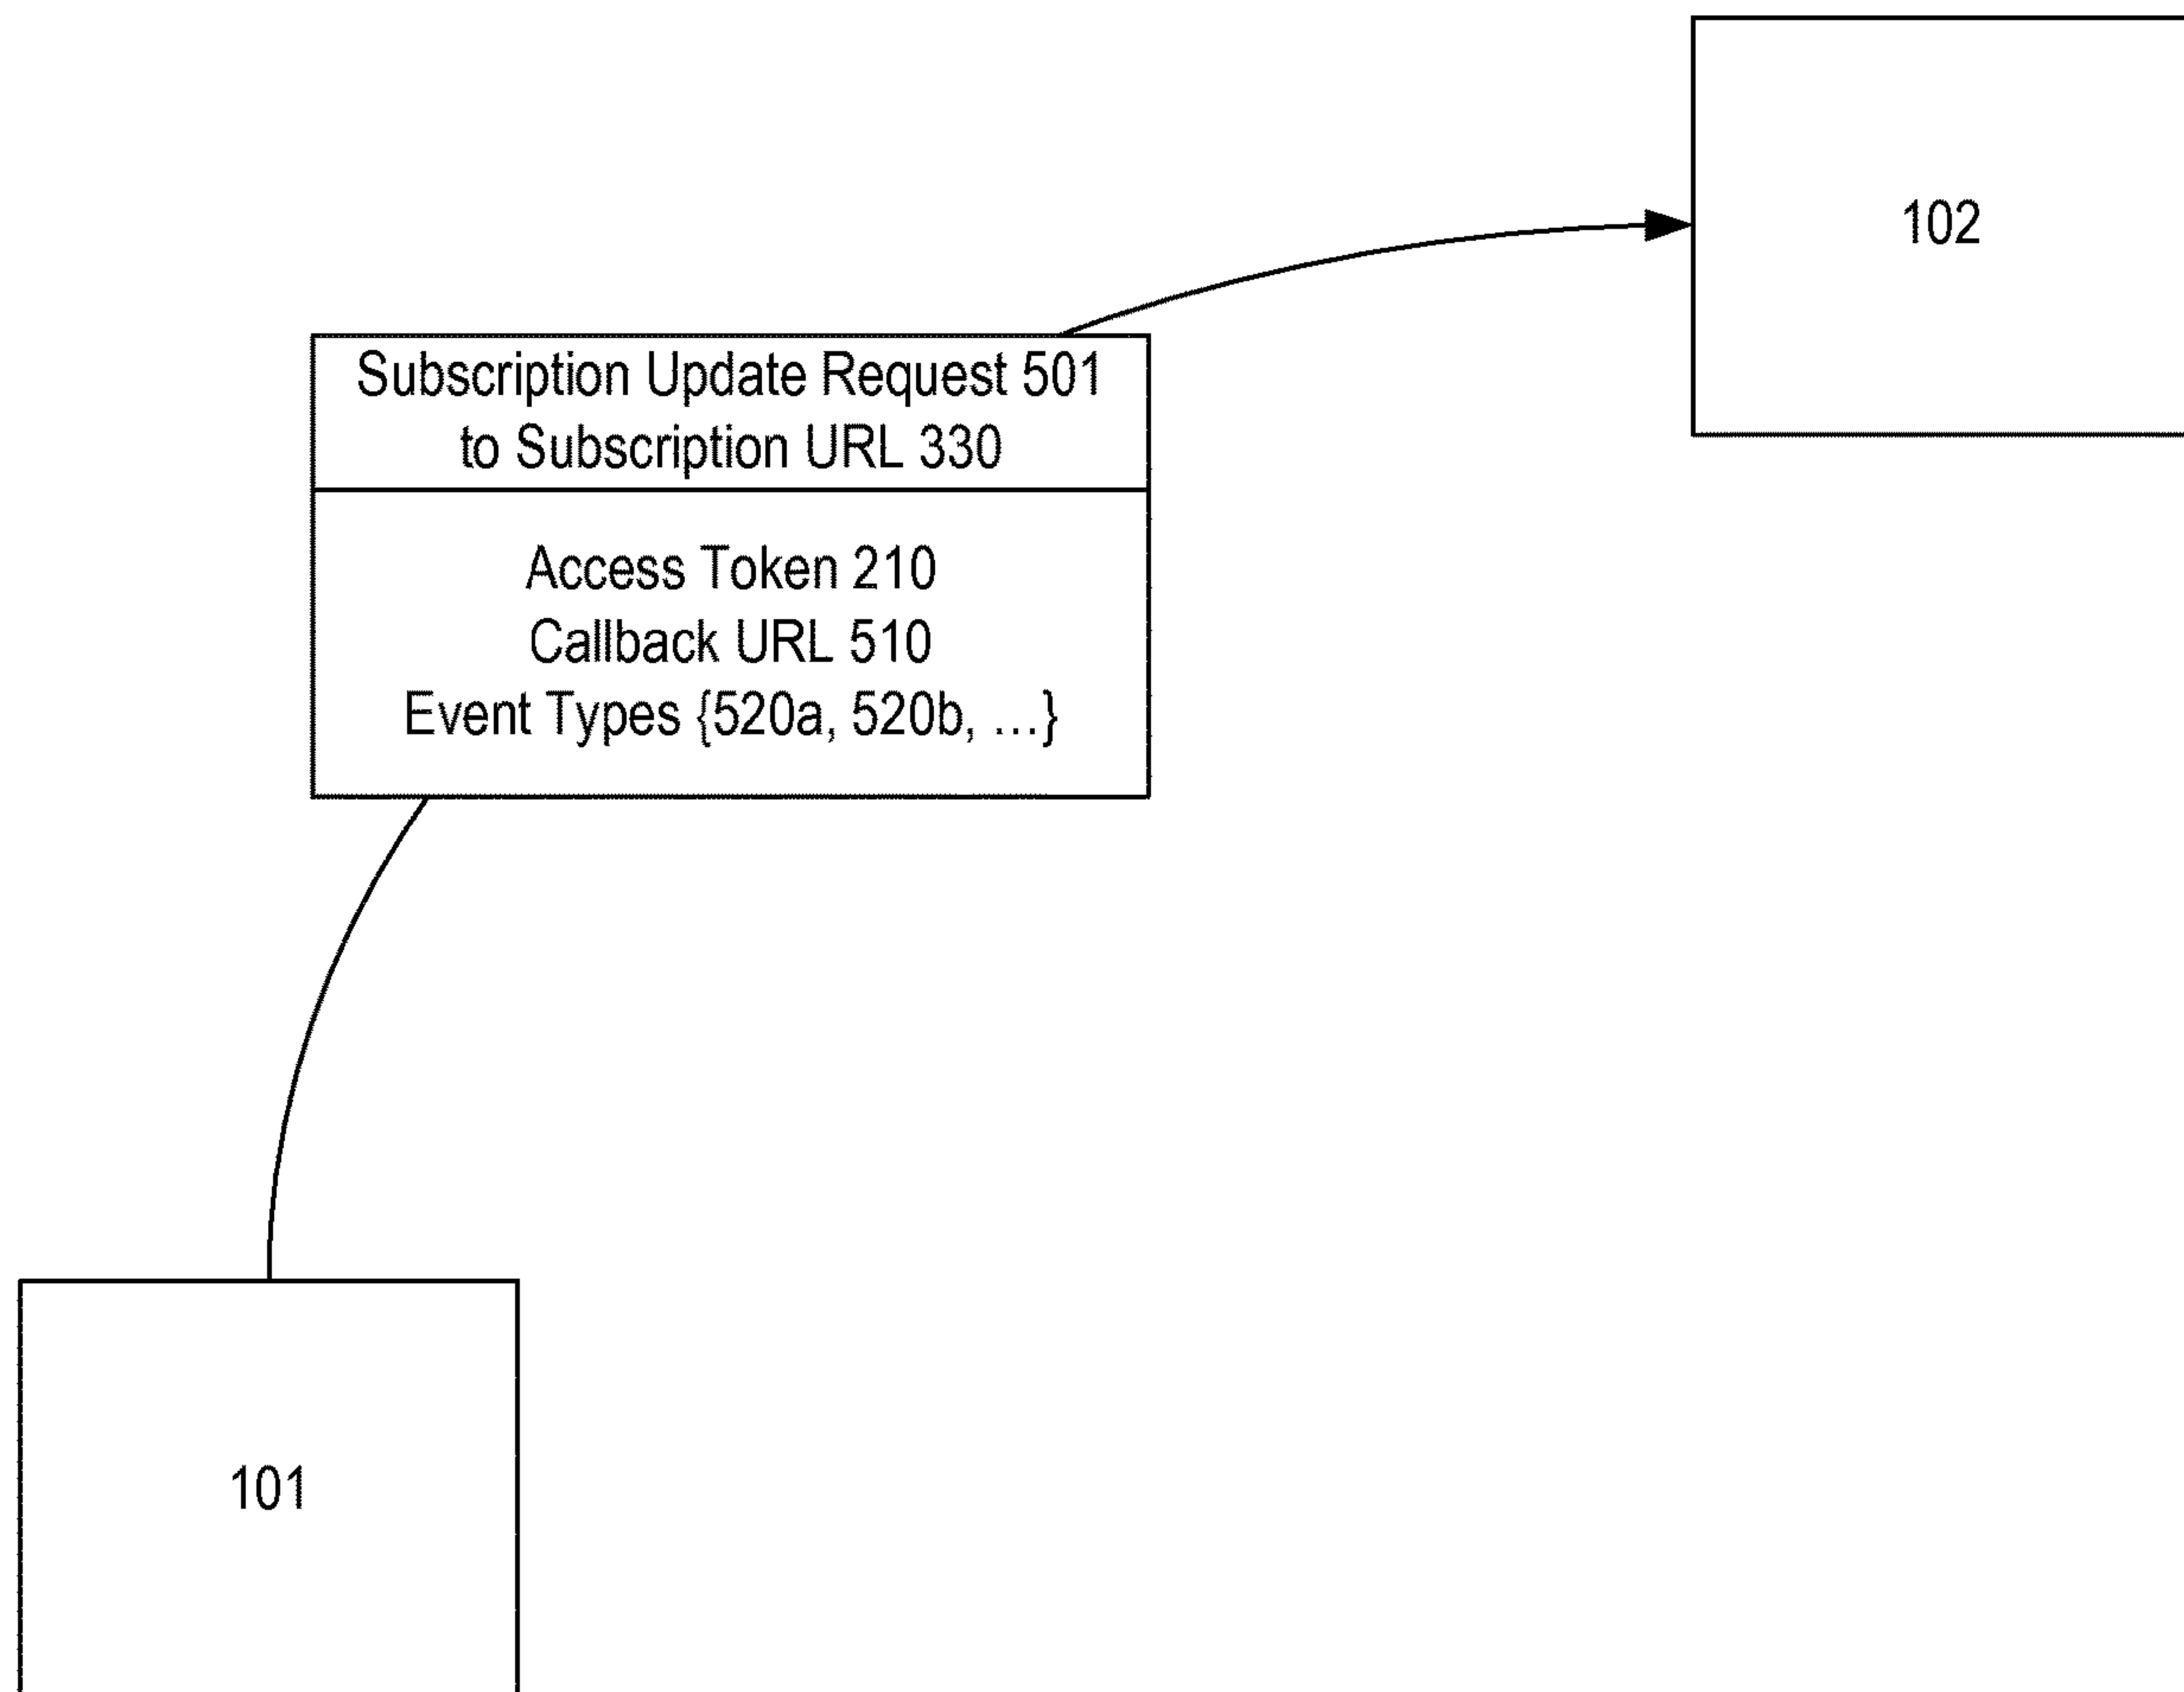 102
Subscription Update Request 501
to Subscription URL 330
Access Token 210
Callback URL 510
Event Types {520a, 520b, ...}
101